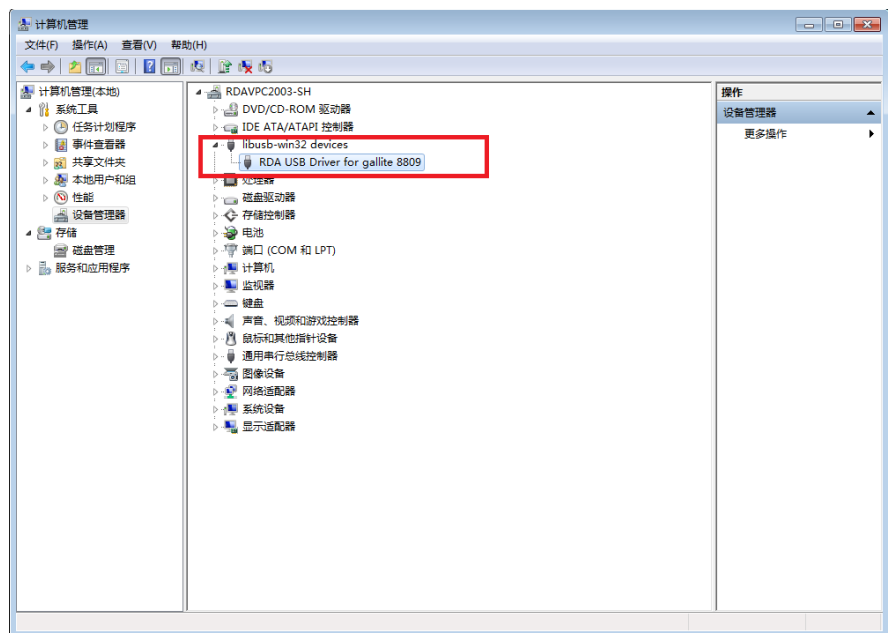 计算机管理
文件(F) 操作(A) 查看(V) 帮助(H)
计算机管理(本地)
系统工具
任务计划程序
事件查看器
共享文件夹
本地用户和组
性能
设备管理器
存储
磁盘管理
服务和应用程序
RDAVPC2003-SH
DVD/CD-ROM 驱动器
IDE ATA/ATAPI 控制器
libusb-win32 devices
RDA USB Driver for gallite 8809
处理器
磁盘驱动器
存储控制器
电池
端口 (COM 和 LPT)
计算机
监视器
键盘
声音、视频和游戏控制器
鼠标和其他指针设备
通用串行总线控制器
图像设备
网络适配器
系统设备
显示适配器
操作
设备管理器
更多操作